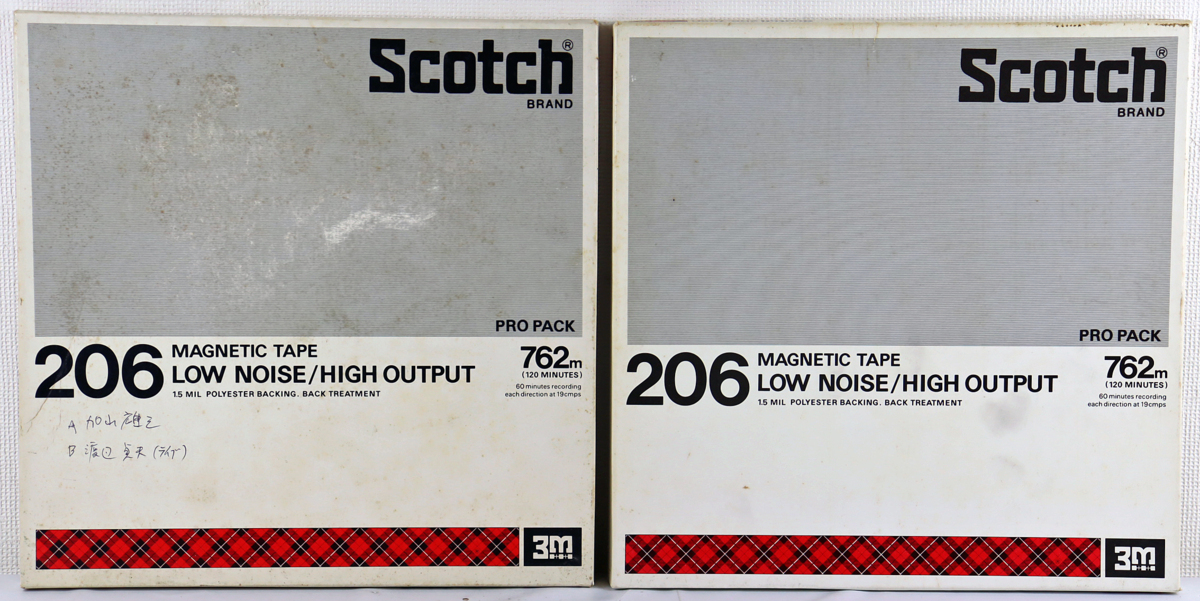 Scotch®
BRAND
PRO PACK
206
MAGNETIC TAPE
LOW NOISE/HIGH OUTPUT
1.5 MIL POLYESTER BACKING. BACK TREATMENT
762m
(120 MINUTES)
60 minutes recording
each direction at 19cmps
A 加山雄三
B 渡辺貞夫(ライブ)
3M
Scotch®
BRAND
PRO PACK
206
MAGNETIC TAPE
LOW NOISE/HIGH OUTPUT
1.5 MIL POLYESTER BACKING. BACK TREATMENT
762m
(120 MINUTES)
60 minutes recording
each direction at 19cmps
3M